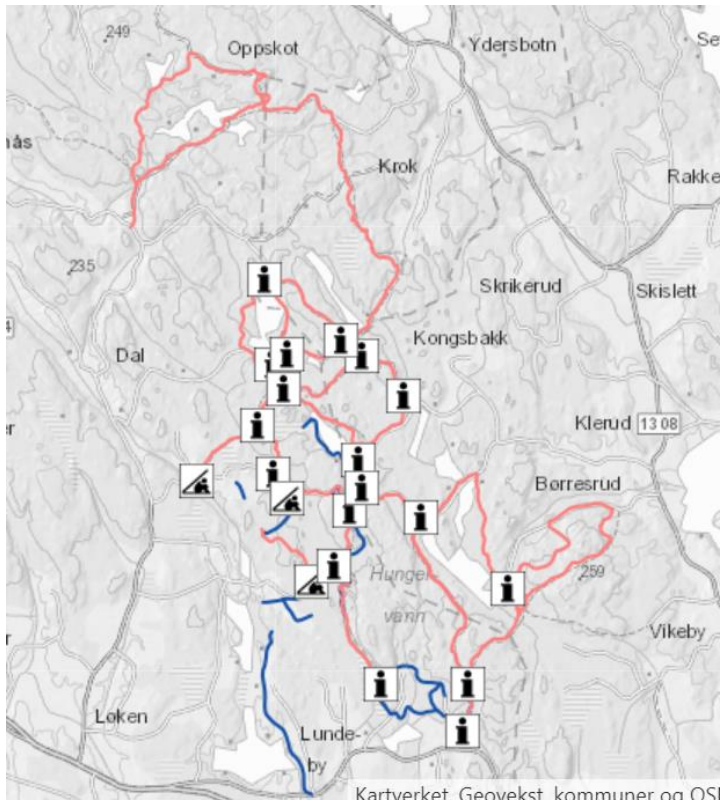 249
Oppskot
Ydersbotn
Krok
Rakke
235
Skrikerud
Skislett
Kongsbakk
Dal
Klerud 13 08
Børresrud
Hunge
259
vann
Vikeby
Løken
Lunde-
by
Kartverket, Geovekst, kommuner og OSM